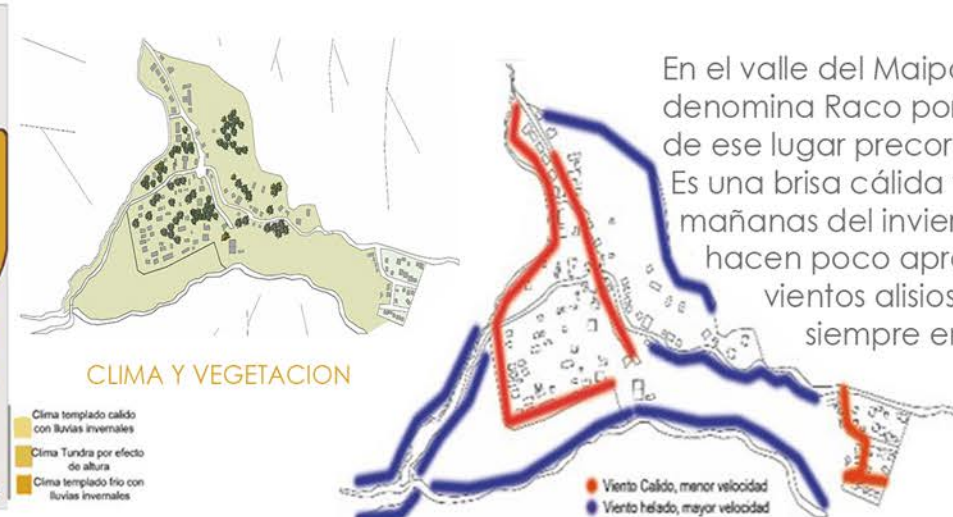 En el valle del Maipo
denomina Raco por
de ese lugar precor
Es una brisa cálida
mañanas del invier
hacen poco apre
vientos alisios
siempre en
CLIMA Y VEGETACION
Clima templado calido
con lluvias invernales
Clima Tundra por efecto
de altura
Clima templado frio con
lluvias invernales
Viento Calido, menor velocidad
Viento helado, mayor velocidad